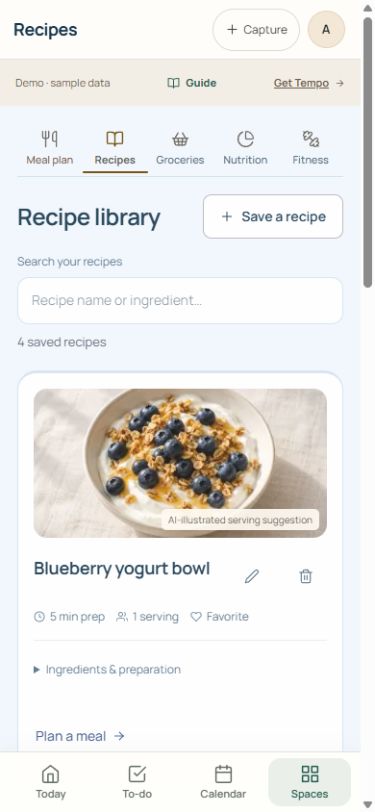 Recipes
+ Capture
A
Demo · sample data
Guide
Get Tempo →
Meal plan
Recipes
Groceries
Nutrition
Fitness
Recipe library
+ Save a recipe
Search your recipes
Recipe name or ingredient...
4 saved recipes
AI-illustrated serving suggestion
Blueberry yogurt bowl
5 min prep
1 serving
Favorite
Ingredients & preparation
Plan a meal →
Today
To-do
Calendar
Spaces